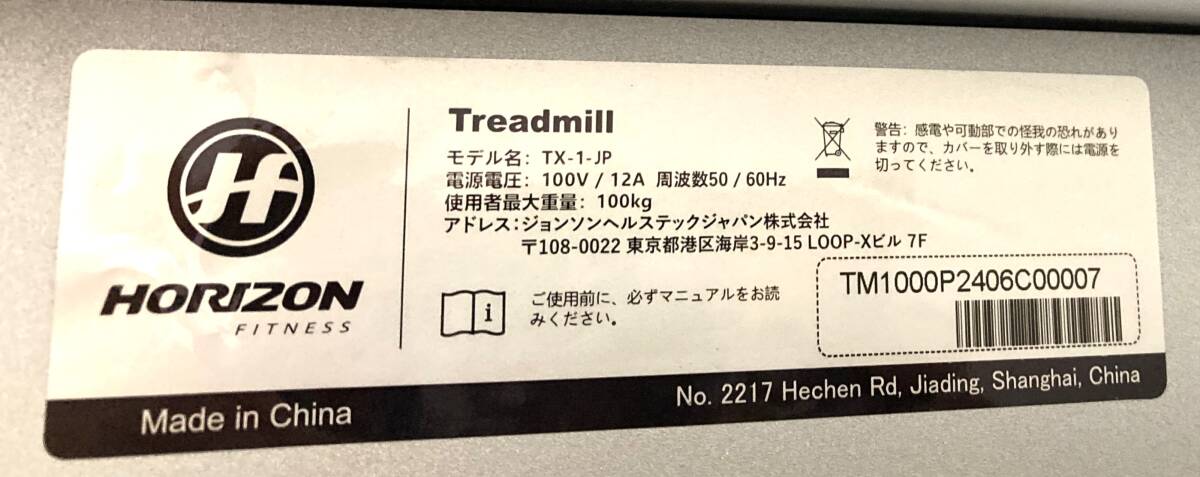 HORIZON
FITNESS
Treadmill
モデル名: TX-1-JP
電源電圧: 100V / 12A 周波数50 / 60Hz
使用者最大重量: 100kg
アドレス:ジョンソンヘルステックジャパン株式会社
〒108-0022 東京都港区海岸3-9-15 LOOP-Xビル 7F
ご使用前に、必ずマニュアルをお読
みください。
警告: 感電や可動部での怪我の恐れがあり
ますので、カバーを取り外す際には電源を
切ってください。
TM1000P2406C00007
Made in China
No. 2217 Hechen Rd, Jiading, Shanghai, China